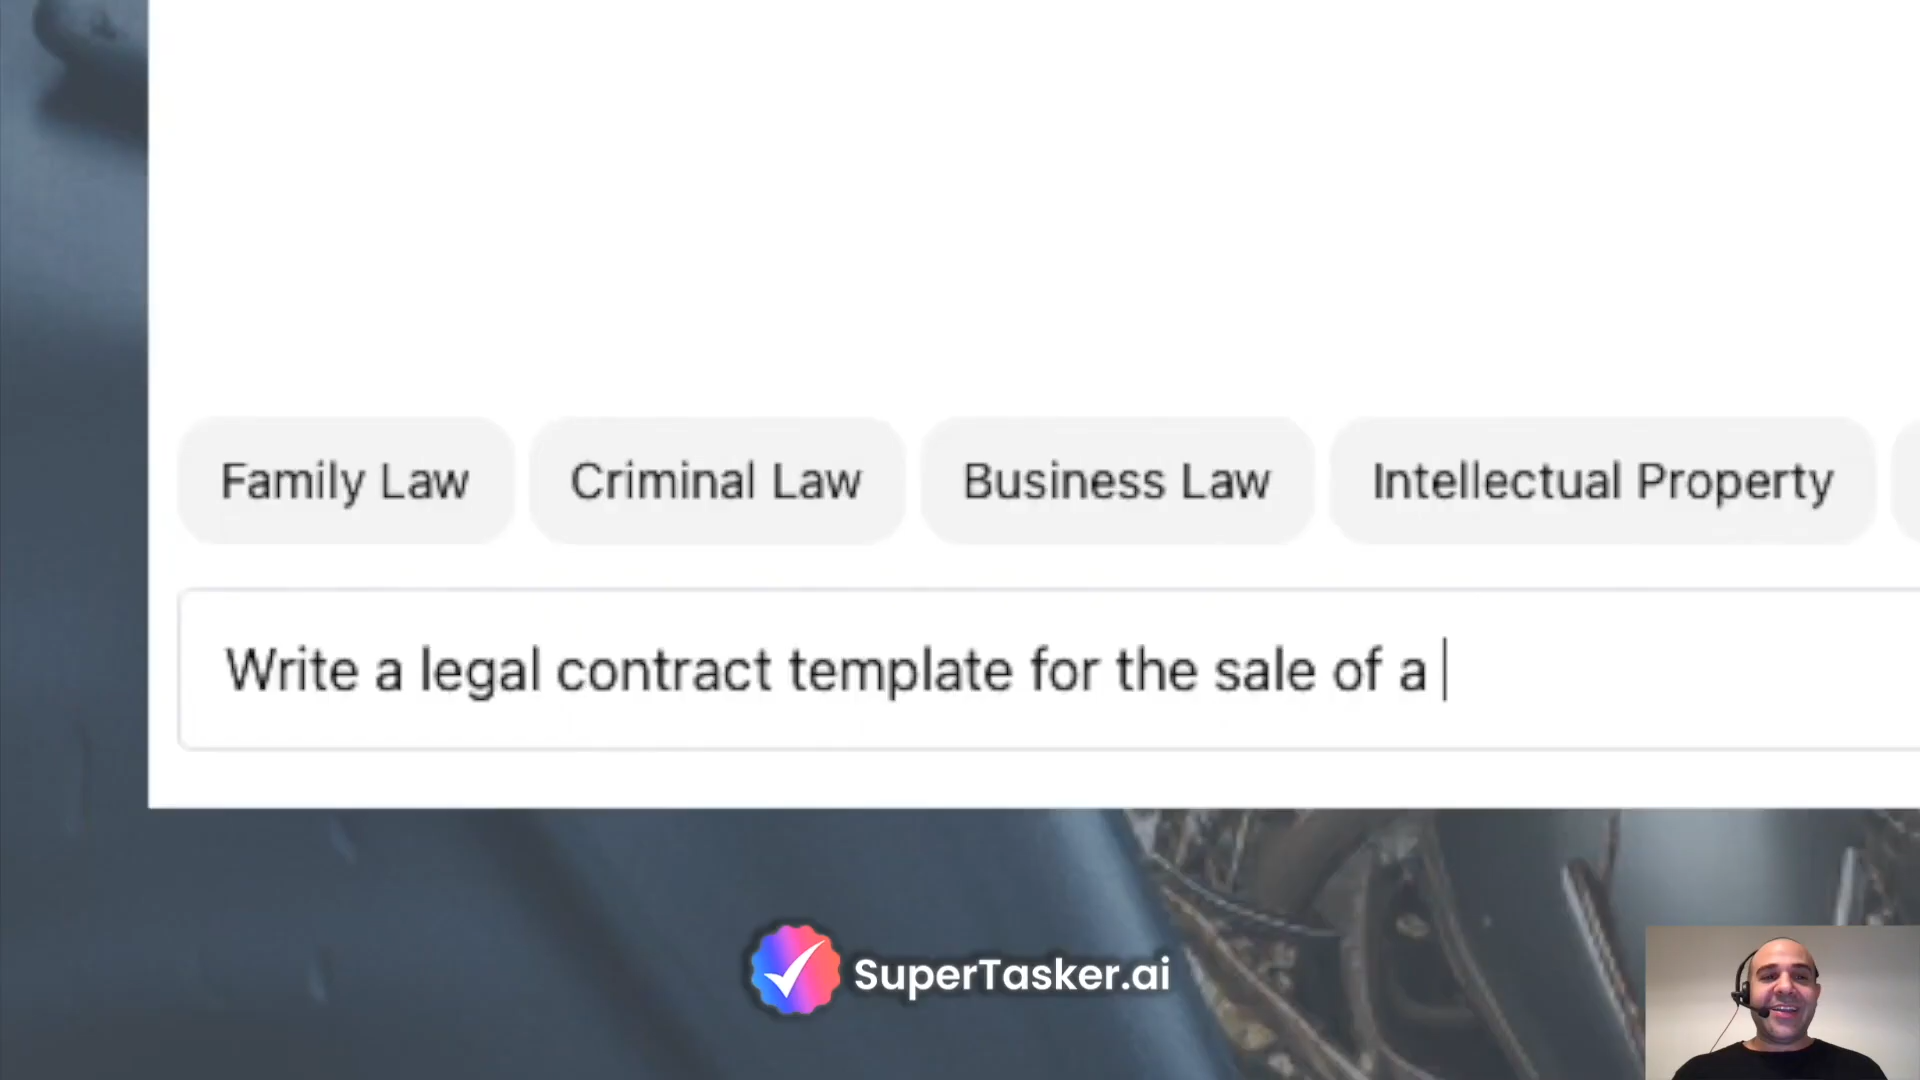 Family Law
Criminal Law
Business Law
Intellectual Property
Write a legal contract template for the sale of a
SuperTasker.ai